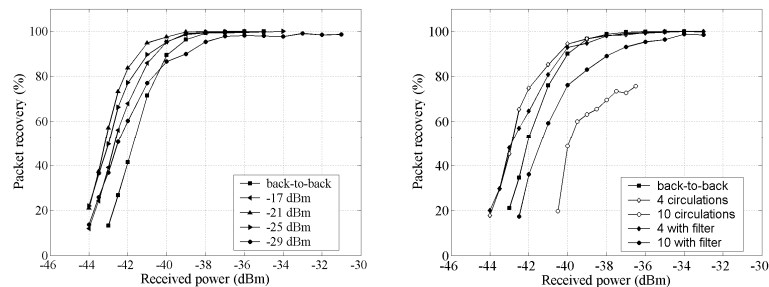 Packet recovery (%)
100
80
60
40
20
0
-46
-44
-42
-40
-38
-36
-34
-32
-30
Received power (dBm)
back-to-back
-17 dBm
-21 dBm
-25 dBm
-29 dBm
Packet recovery (%)
100
80
60
40
20
0
-46
-44
-42
-40
-38
-36
-34
-32
-30
Received power (dBm)
back-to-back
4 circulations
10 circulations
4 with filter
10 with filter